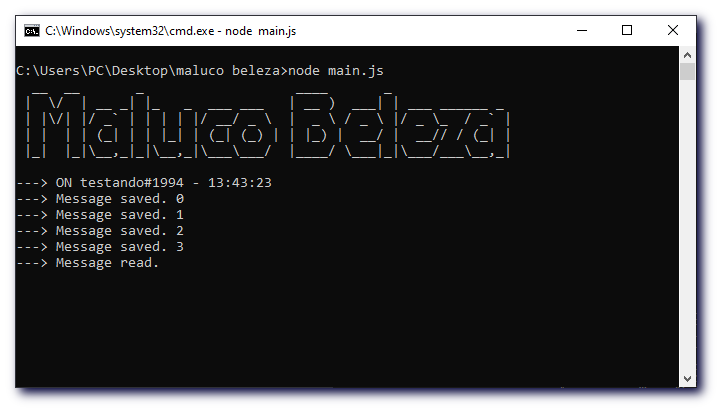 C:\Windows\system32\cmd.exe - node  main.js
C:\Users\PC\Desktop\maluco beleza>node main.js
Maluco Beleza
---> ON testando#1994 - 13:43:23
---> Message saved. 0
---> Message saved. 1
---> Message saved. 2
---> Message saved. 3
---> Message read.